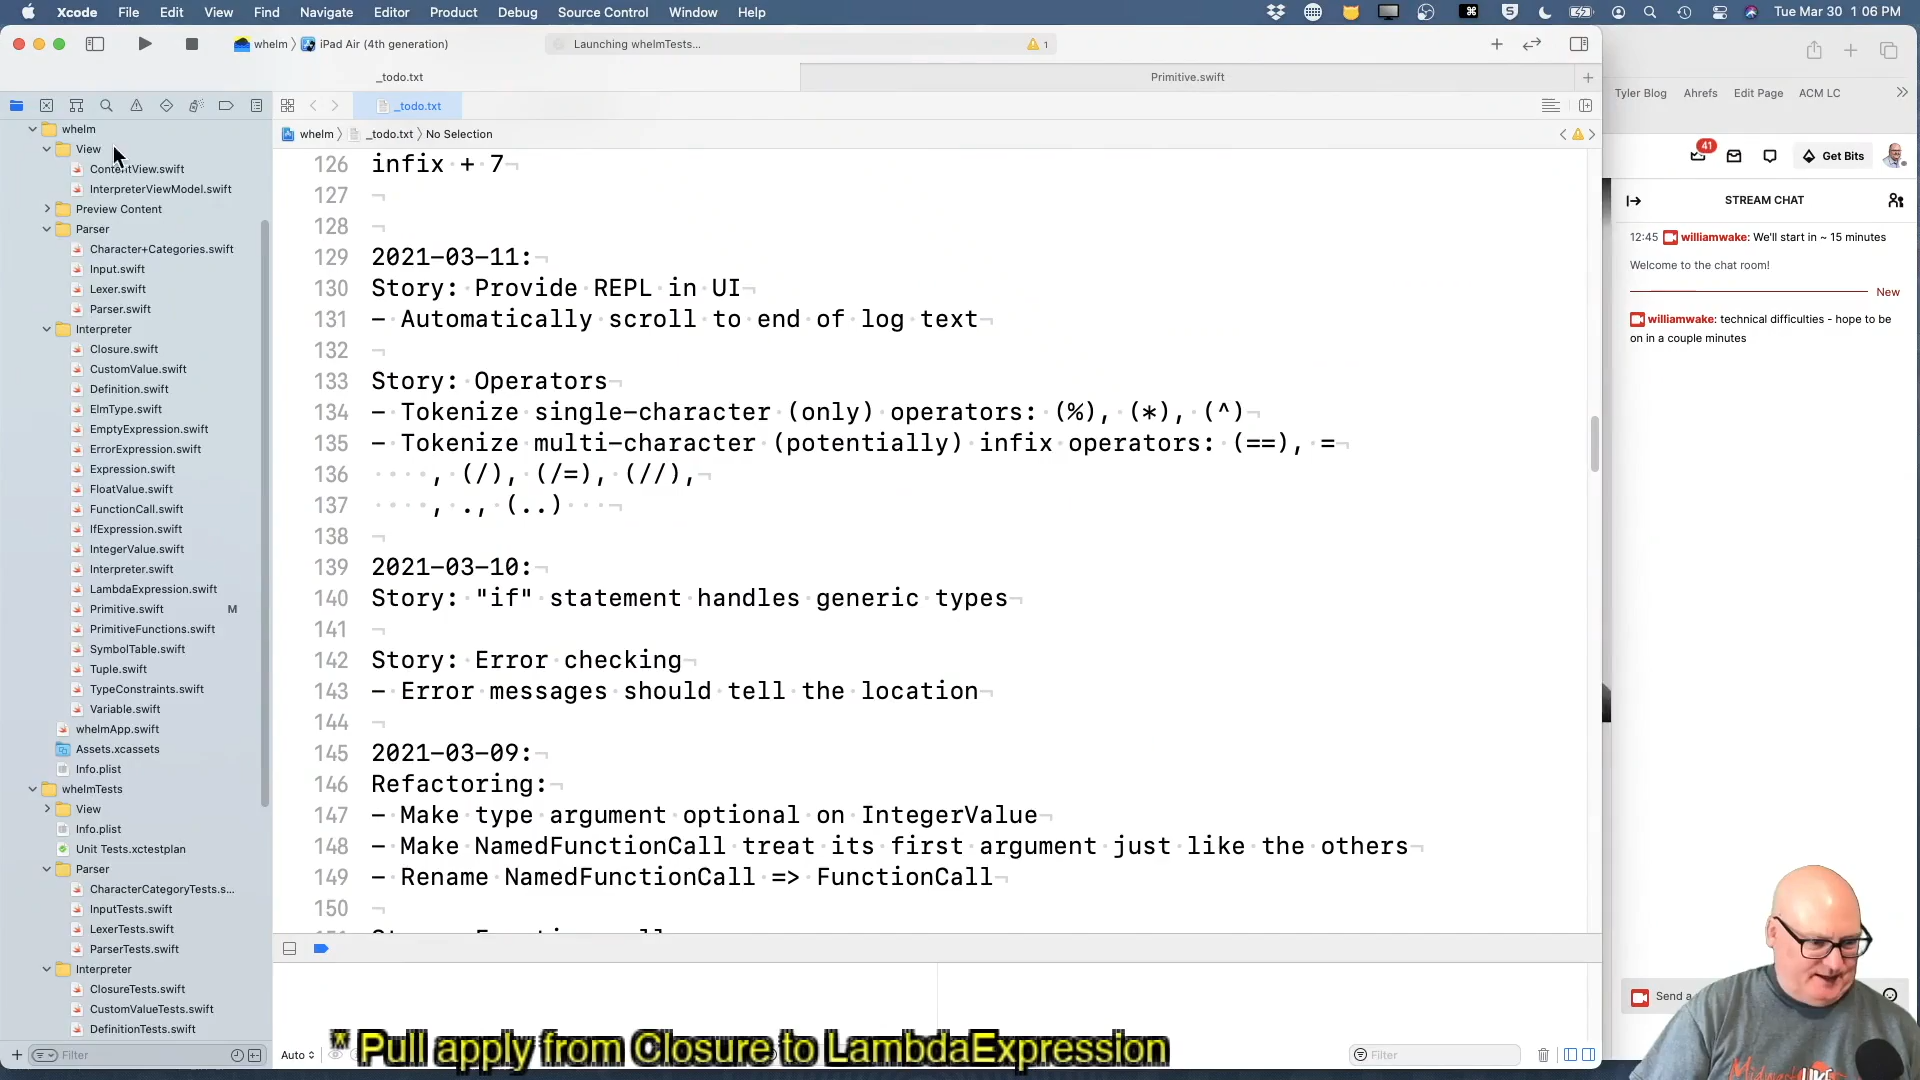 Xcode File Edit View Find Navigate Editor Product Debug Source Control Window Help Tue Mar 30 1:06 PM
whelm 〉 iPad Air (4th generation) Launching whelmTests... 1
_todo.txt Primitive.swift
Tyler Blog Ahrefs Edit Page ACM LC
_todo.txt
whelm 〉 _todo.txt 〉 No Selection
whelm
View
ContentView.swift
InterpreterViewModel.swift
Preview Content
Parser
Character+Categories.swift
Input.swift
Lexer.swift
Parser.swift
Interpreter
Closure.swift
CustomValue.swift
Definition.swift
ElmType.swift
EmptyExpression.swift
ErrorExpression.swift
Expression.swift
FloatValue.swift
FunctionCall.swift
IfExpression.swift
IntegerValue.swift
Interpreter.swift
LambdaExpression.swift
Primitive.swift M
PrimitiveFunctions.swift
SymbolTable.swift
Tuple.swift
TypeConstraints.swift
Variable.swift
whelmApp.swift
Assets.xcassets
Info.plist
whelmTests
View
Info.plist
Unit Tests.xctestplan
Parser
CharacterCategoryTests.s...
InputTests.swift
LexerTests.swift
ParserTests.swift
Interpreter
ClosureTests.swift
CustomValueTests.swift
DefinitionTests.swift
Filter
126 infix + 7
127
128
129 2021-03-11:
130 Story: Provide REPL in UI
131 - Automatically scroll to end of log text
132
133 Story: Operators
134 - Tokenize single-character (only) operators: (%), (*), (^)
135 - Tokenize multi-character (potentially) infix operators: (==), =
136 , (/), (/=), (//),
137 , ., (..)
138
139 2021-03-10:
140 Story: "if" statement handles generic types
141
142 Story: Error checking
143 - Error messages should tell the location
144
145 2021-03-09:
146 Refactoring:
147 - Make type argument optional on IntegerValue
148 - Make NamedFunctionCall treat its first argument just like the others
149 - Rename NamedFunctionCall => FunctionCall
150
Auto
Filter
* Pull apply from Closure to LambdaExpression
41 Get Bits
STREAM CHAT
12:45 williamwake: We'll start in ~ 15 minutes
Welcome to the chat room!
New
williamwake: technical difficulties - hope to be
on in a couple minutes
Send a